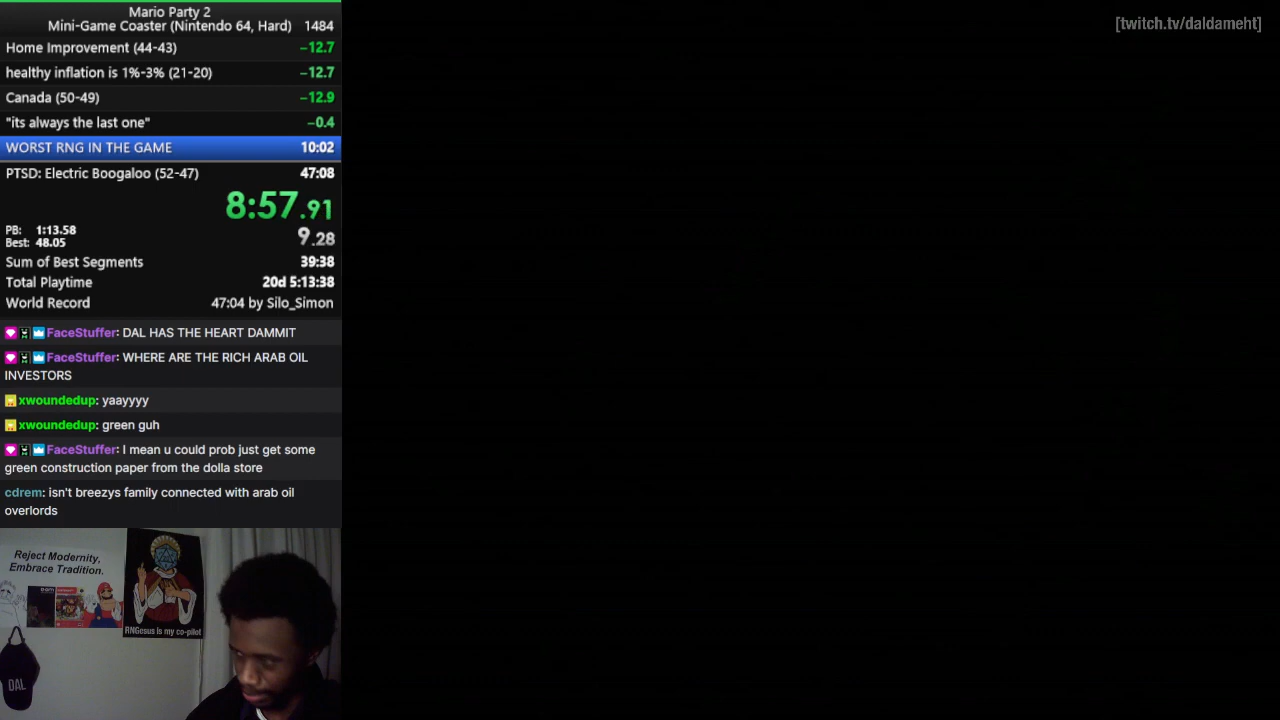 Mario Party 2
Mini-Game Coaster (Nintendo 64, Hard) 1484
Home Improvement (44-43) −12.7
healthy inflation is 1%-3% (21-20) −12.7
Canada (50-49) −12.9
"its always the last one" −0.4
WORST RNG IN THE GAME 10:02
PTSD: Electric Boogaloo (52-47) 47:08
8:57.91
PB: 1:13.58
Best: 48.05
9.28
Sum of Best Segments 39:38
Total Playtime 20d 5:13:38
World Record 47:04 by Silo_Simon
FaceStuffer: DAL HAS THE HEART DAMMIT
FaceStuffer: WHERE ARE THE RICH ARAB OIL
INVESTORS
xwoundedup: yaayyyy
xwoundedup: green guh
FaceStuffer: I mean u could prob just get some
green construction paper from the dolla store
cdrem: isn't breezys family connected with arab oil
overlords
Reject Modernity,
Embrace Tradition.
RNGesus is my co-pilot
DAL
[twitch.tv/daldameht]